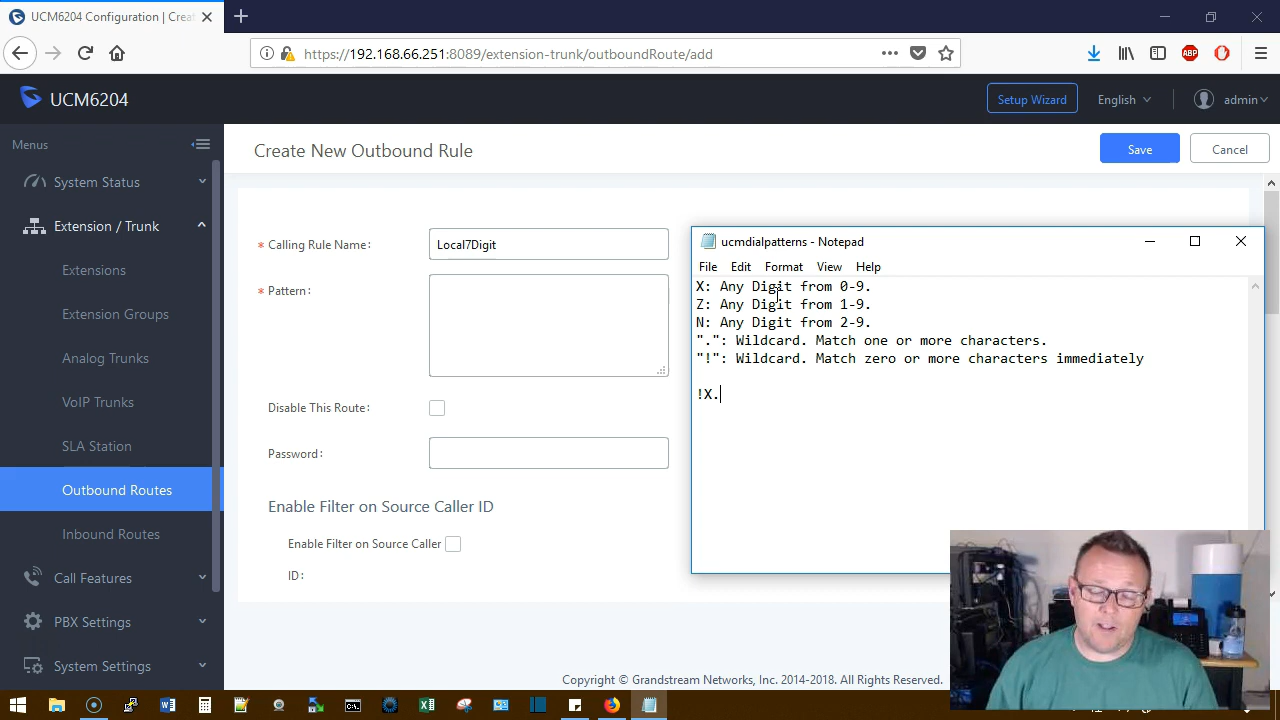 UCM6204 Configuration | Crea
https://192.168.66.251:8089/extension-trunk/outboundRoute/add
ABP
UCM6204
Setup Wizard
English
admin
Menus
Create New Outbound Rule
Save
Cancel
System Status
Extension / Trunk
Extensions
Extension Groups
Analog Trunks
VoIP Trunks
SLA Station
Outbound Routes
Inbound Routes
Call Features
PBX Settings
System Settings
* Calling Rule Name:
Local7Digit
* Pattern:
Disable This Route:
Password:
Enable Filter on Source Caller ID
Enable Filter on Source Caller
ID:
ucmdialpatterns - Notepad
File Edit Format View Help
X: Any Digit from 0-9.
Z: Any Digit from 1-9.
N: Any Digit from 2-9.
".": Wildcard. Match one or more characters.
"!": Wildcard. Match zero or more characters immediately
!X.
Copyright © Grandstream Networks, Inc. 2014-2018. All Rights Reserved.